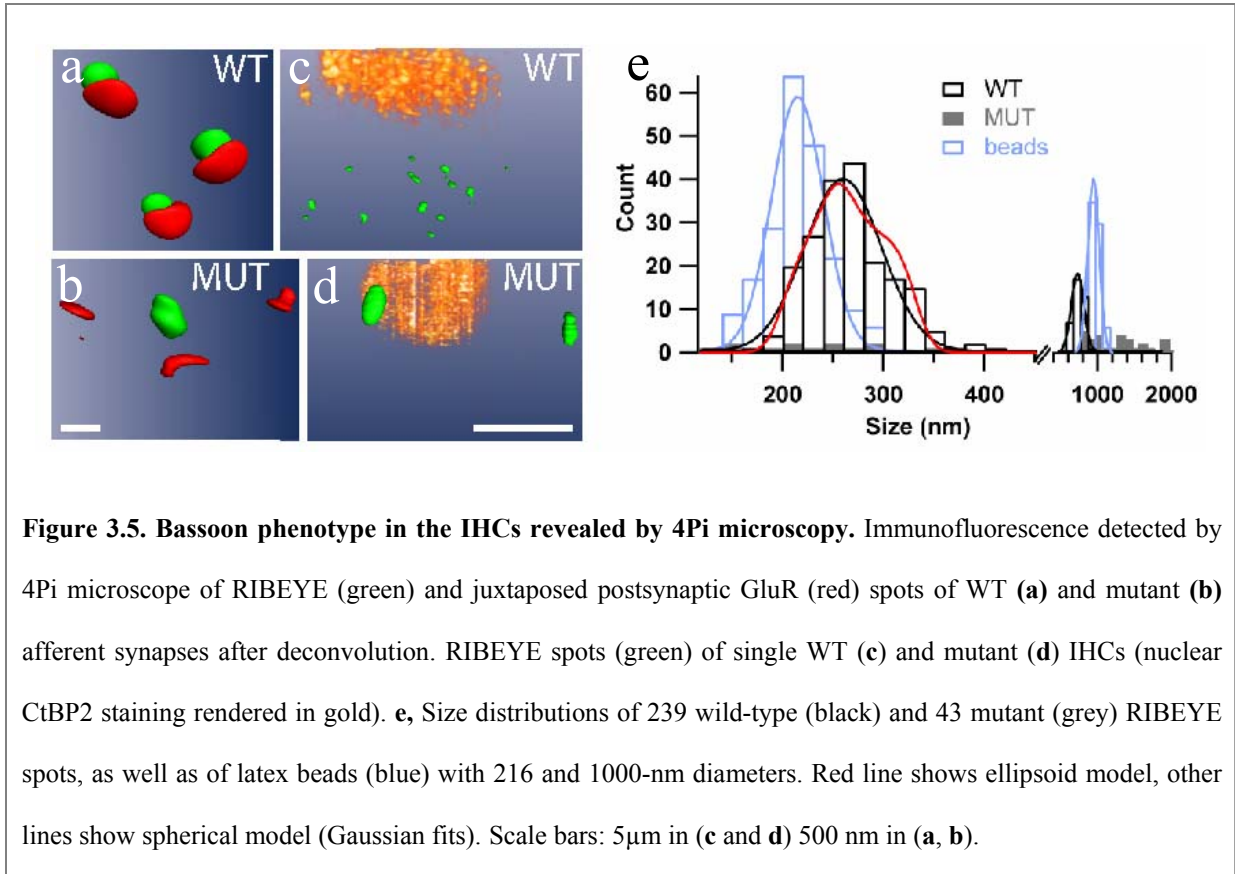 a WT
c WT
b MUT
d MUT
e
WT
MUT
beads
60
50
40
30
20
10
0
Count
200 300 400 1000 2000
Size (nm)
Figure 3.5. Bassoon phenotype in the IHCs revealed by 4Pi microscopy. Immunofluorescence detected by
4Pi microscope of RIBEYE (green) and juxtaposed postsynaptic GluR (red) spots of WT (a) and mutant (b)
afferent synapses after deconvolution. RIBEYE spots (green) of single WT (c) and mutant (d) IHCs (nuclear
CtBP2 staining rendered in gold). e, Size distributions of 239 wild-type (black) and 43 mutant (grey) RIBEYE
spots, as well as of latex beads (blue) with 216 and 1000-nm diameters. Red line shows ellipsoid model, other
lines show spherical model (Gaussian fits). Scale bars: 5µm in (c and d) 500 nm in (a, b).